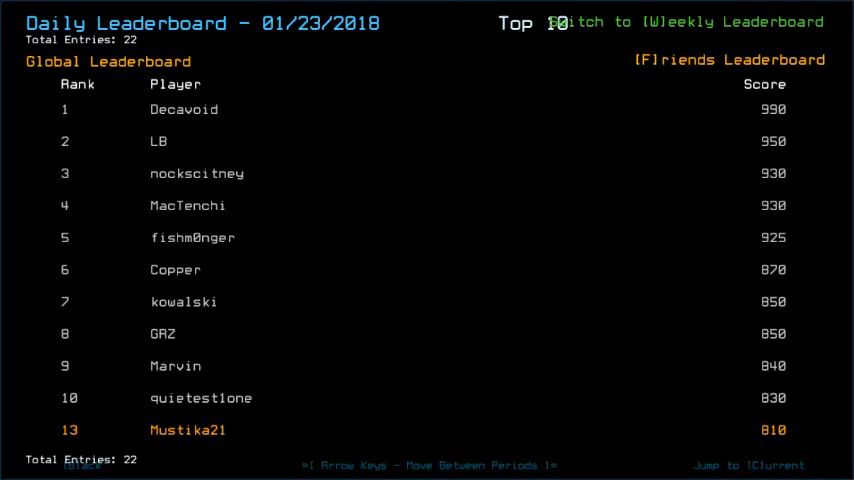 Daily Leaderboard - 01/23/2018 Top 10 Switch to [W]eekly Leaderboard
Total Entries: 22
Global Leaderboard [F]riends Leaderboard
Rank Player Score
1 Decavoid 990
2 LB 950
3 nockscitney 930
4 MacTenchi 930
5 fishm0nger 925
6 Copper 870
7 kowalski 850
8 GRZ 850
9 Marvin 840
10 quietest1one 830
13 Mustika21 810
Total Entries: 22
[B]ack =[ Arrow Keys - Move Between Periods ]= Jump to [C]urrent